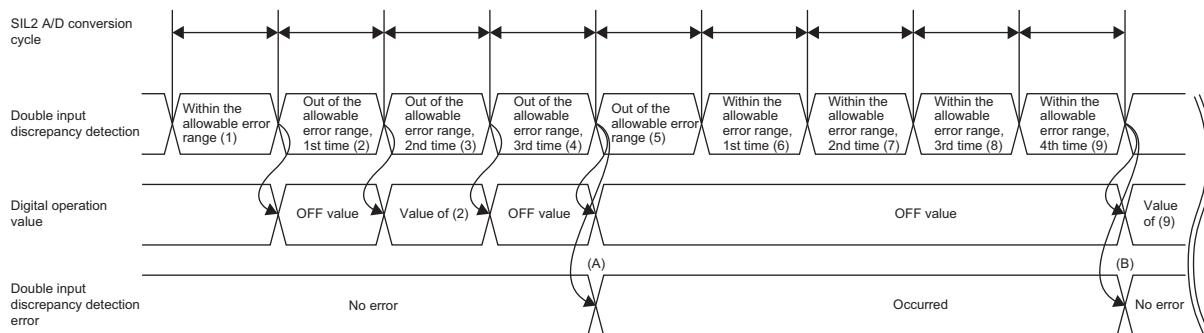 SIL2 A/D conversion
cycle
Double input
discrepancy detection
Within the
allowable error
range (1)
Out of the
allowable
error range,
1st time (2)
Out of the
allowable
error range,
2nd time (3)
Out of the
allowable
error range,
3rd time (4)
Out of the
allowable error
range (5)
Within the
allowable
error range,
1st time (6)
Within the
allowable
error range,
2nd time (7)
Within the
allowable
error range,
3rd time (8)
Within the
allowable
error range,
4th time (9)
Digital operation
value
OFF value
Value of (2)
OFF value
OFF value
Value
of (9)
(A)
(B)
Double input
discrepancy detection
error
No error
Occurred
No error